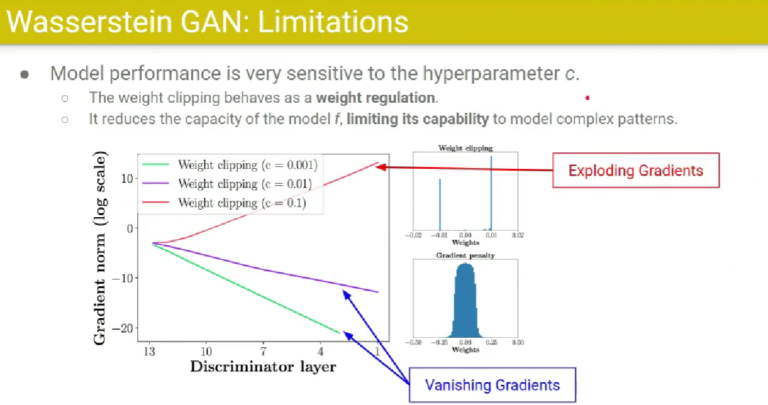 Wasserstein GAN: Limitations
● Model performance is very sensitive to the hyperparameter c.
○ The weight clipping behaves as a weight regulation.
○ It reduces the capacity of the model f, limiting its capability to model complex patterns.
Gradient norm (log scale)
10
0
−10
−20
Weight clipping (c = 0.001)
Weight clipping (c = 0.01)
Weight clipping (c = 0.1)
13 10 7 4 1
Discriminator layer
Weight clipping
−0.02 −0.01 0.00 0.01 0.02
Weights
Gradient penalty
−0.50 −0.25 0.00 0.25 0.50
Weights
Exploding Gradients
Vanishing Gradients